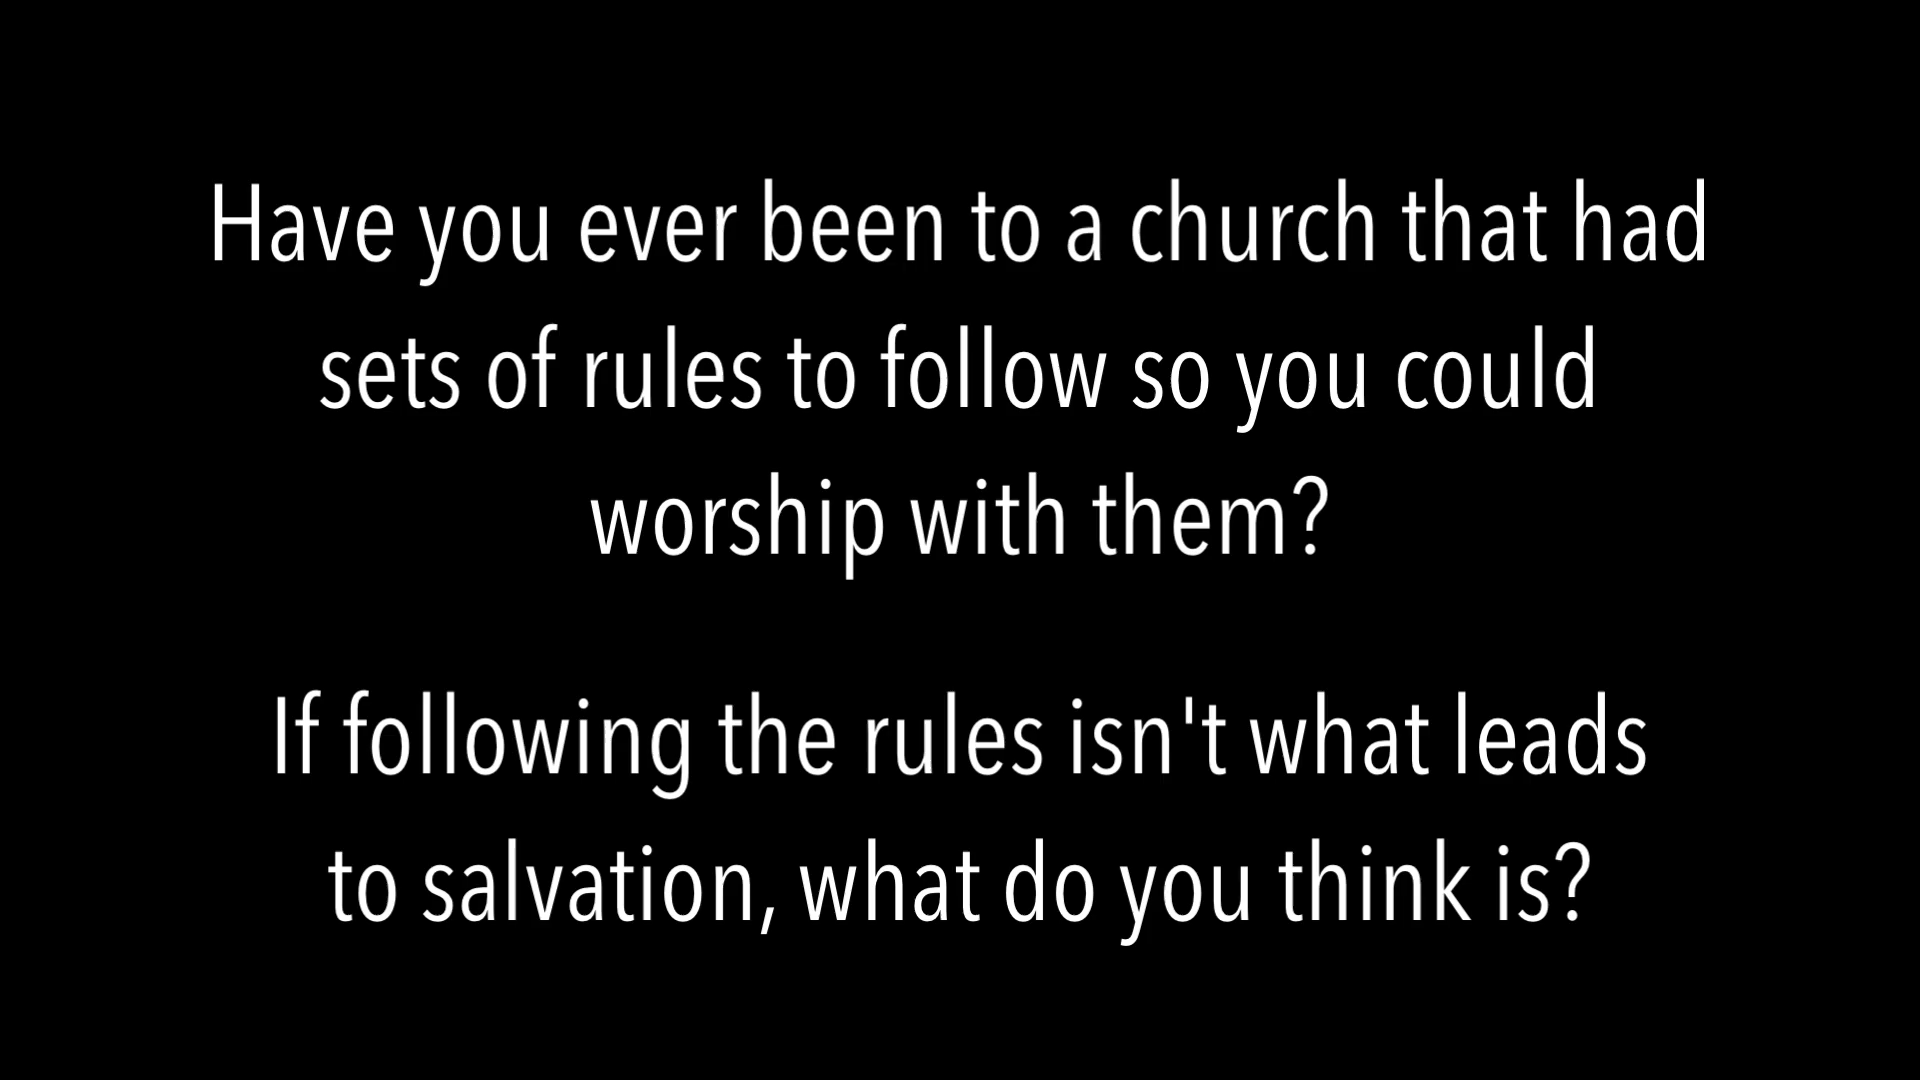 Have you ever been to a church that had
sets of rules to follow so you could
worship with them?
If following the rules isn't what leads
to salvation, what do you think is?